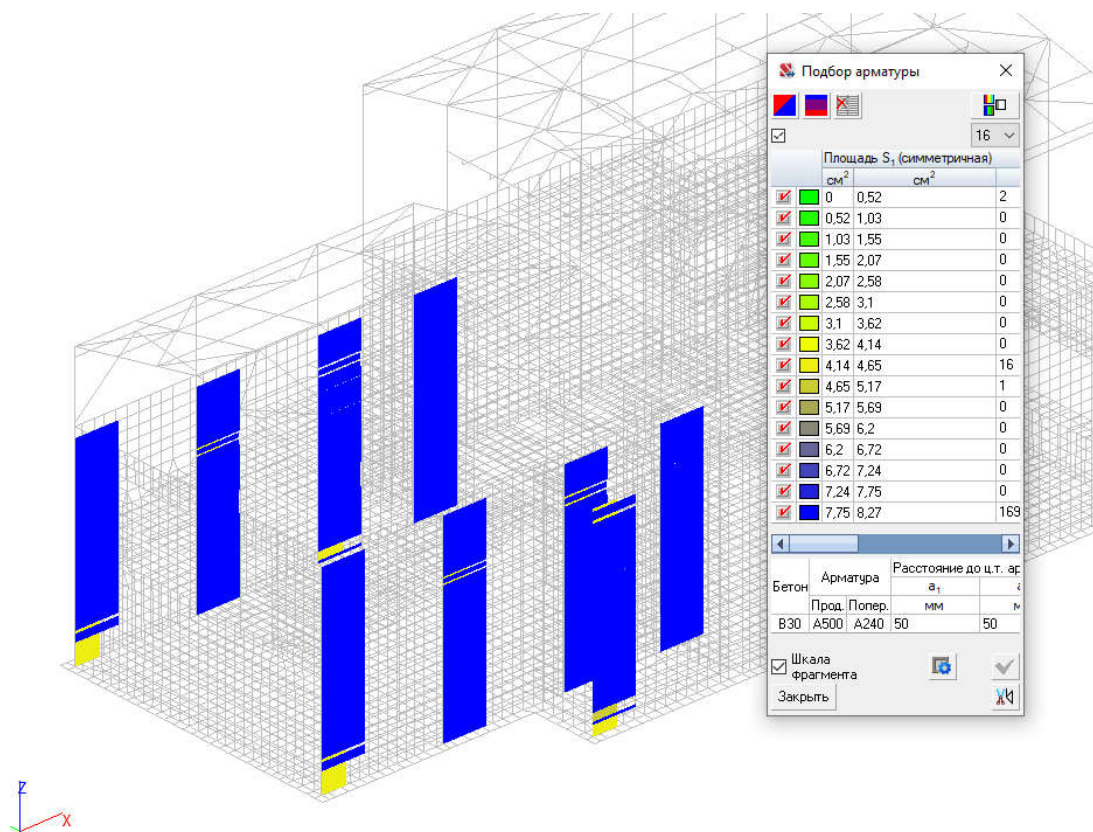 Подбор арматуры
16
Площадь S1 (симметричная)
см2 см2
0 0,52 2
0,52 1,03 0
1,03 1,55 0
1,55 2,07 0
2,07 2,58 0
2,58 3,1 0
3,1 3,62 0
3,62 4,14 0
4,14 4,65 16
4,65 5,17 1
5,17 5,69 0
5,69 6,2 0
6,2 6,72 0
6,72 7,24 0
7,24 7,75 0
7,75 8,27 169
Бетон Арматура Расстояние до ц.т. ар
a1
Прод. Попер. мм м
B30 A500 A240 50 50
Шкала
фрагмента
Закрыть
Z
X